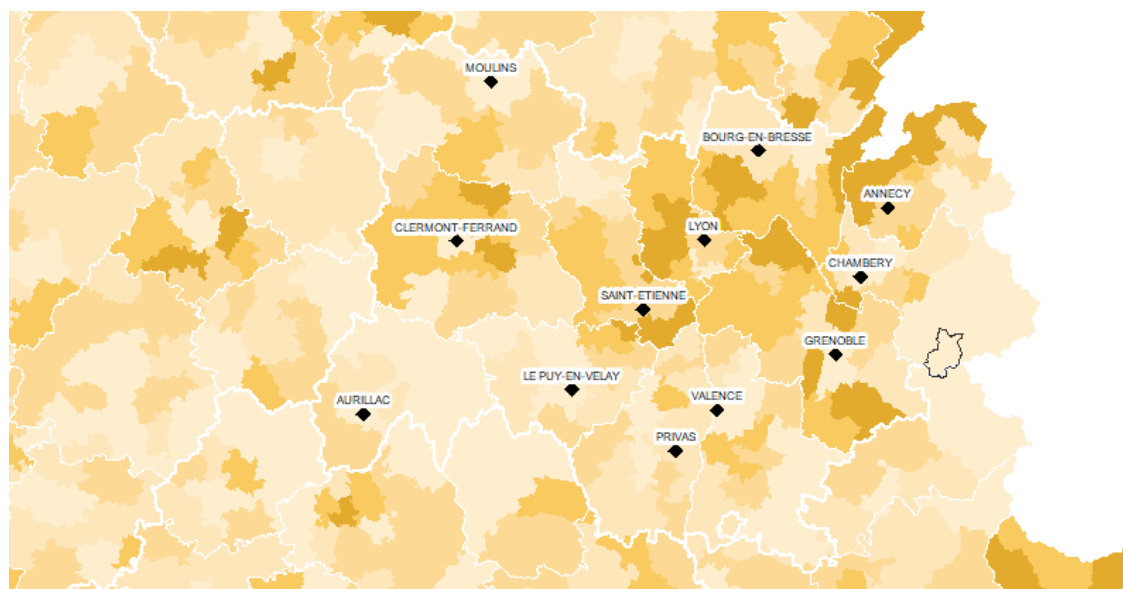 MOULINS
BOURG-EN-BRESSE
ANNECY
CLERMONT-FERRAND
LYON
CHAMBERY
SAINT-ETIENNE
GRENOBLE
LE PUY-EN-VELAY
AURILLAC
VALENCE
PRIVAS